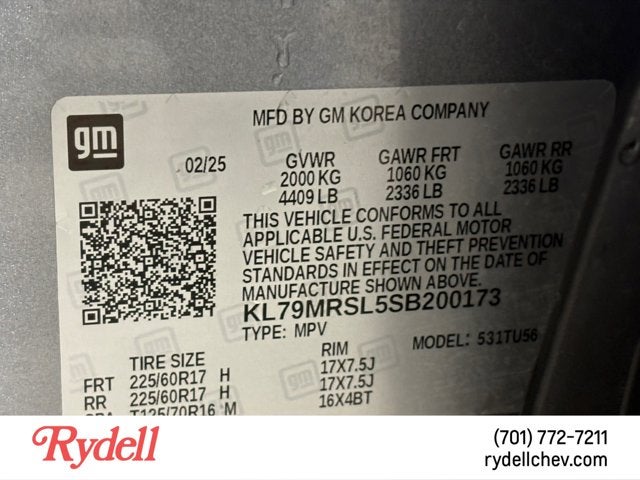 MFD BY GM KOREA COMPANY
gm
02/25 GVWR GAWR FRT GAWR RR
2000 KG 1060 KG 1060 KG
4409 LB 2336 LB 2336 LB
THIS VEHICLE CONFORMS TO ALL
APPLICABLE U.S. FEDERAL MOTOR
VEHICLE SAFETY AND THEFT PREVENTION
STANDARDS IN EFFECT ON THE DATE OF
MANUFACTURE SHOWN ABOVE.
KL79MRSL5SB200173
TYPE: MPV MODEL: 531TU56
TIRE SIZE RIM
FRT 225/60R17 H 17X7.5J
RR 225/60R17 H 17X7.5J
SPA T125/70R16 M 16X4BT
Rydell
(701) 772-7211
rydellchev.com